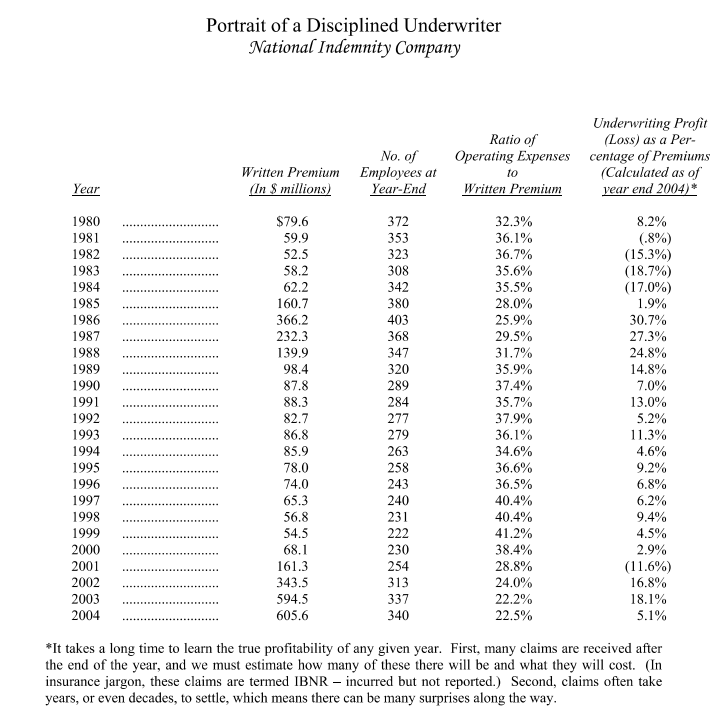 Portrait of a Disciplined Underwriter
National Indemnity Company
Underwriting Profit
Ratio of (Loss) as a Per-
No. of Operating Expenses centage of Premiums
Written Premium Employees at to (Calculated as of
Year (In $ millions) Year-End Written Premium year end 2004)*
1980 ........................... $79.6 372 32.3% 8.2%
1981 ........................... 59.9 353 36.1% (.8%)
1982 ........................... 52.5 323 36.7% (15.3%)
1983 ........................... 58.2 308 35.6% (18.7%)
1984 ........................... 62.2 342 35.5% (17.0%)
1985 ........................... 160.7 380 28.0% 1.9%
1986 ........................... 366.2 403 25.9% 30.7%
1987 ........................... 232.3 368 29.5% 27.3%
1988 ........................... 139.9 347 31.7% 24.8%
1989 ........................... 98.4 320 35.9% 14.8%
1990 ........................... 87.8 289 37.4% 7.0%
1991 ........................... 88.3 284 35.7% 13.0%
1992 ........................... 82.7 277 37.9% 5.2%
1993 ........................... 86.8 279 36.1% 11.3%
1994 ........................... 85.9 263 34.6% 4.6%
1995 ........................... 78.0 258 36.6% 9.2%
1996 ........................... 74.0 243 36.5% 6.8%
1997 ........................... 65.3 240 40.4% 6.2%
1998 ........................... 56.8 231 40.4% 9.4%
1999 ........................... 54.5 222 41.2% 4.5%
2000 ........................... 68.1 230 38.4% 2.9%
2001 ........................... 161.3 254 28.8% (11.6%)
2002 ........................... 343.5 313 24.0% 16.8%
2003 ........................... 594.5 337 22.2% 18.1%
2004 ........................... 605.6 340 22.5% 5.1%
*It takes a long time to learn the true profitability of any given year. First, many claims are received after
the end of the year, and we must estimate how many of these there will be and what they will cost. (In
insurance jargon, these claims are termed IBNR – incurred but not reported.) Second, claims often take
years, or even decades, to settle, which means there can be many surprises along the way.